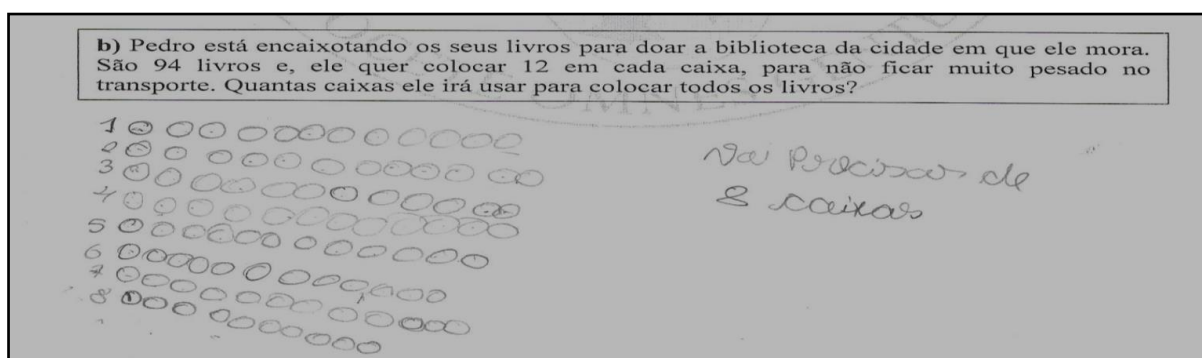 b) Pedro está encaixotando os seus livros para doar a biblioteca da cidade em que ele mora.
São 94 livros e, ele quer colocar 12 em cada caixa, para não ficar muito pesado no
transporte. Quantas caixas ele irá usar para colocar todos os livros?
1
2
3
4
5
6
7
8
Vai Precisar de
8 caixas